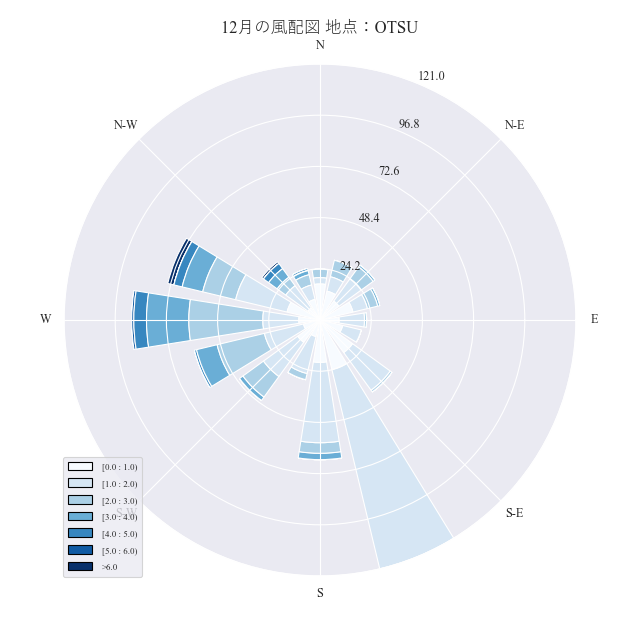 12月の風配図 地点：OTSU
N
121.0
N-W
N-E
96.8
72.6
48.4
24.2
W
E
[0.0 : 1.0)
[1.0 : 2.0)
[2.0 : 3.0)
[3.0 : 4.0)
S-W
S-E
[4.0 : 5.0)
[5.0 : 6.0)
>6.0
S